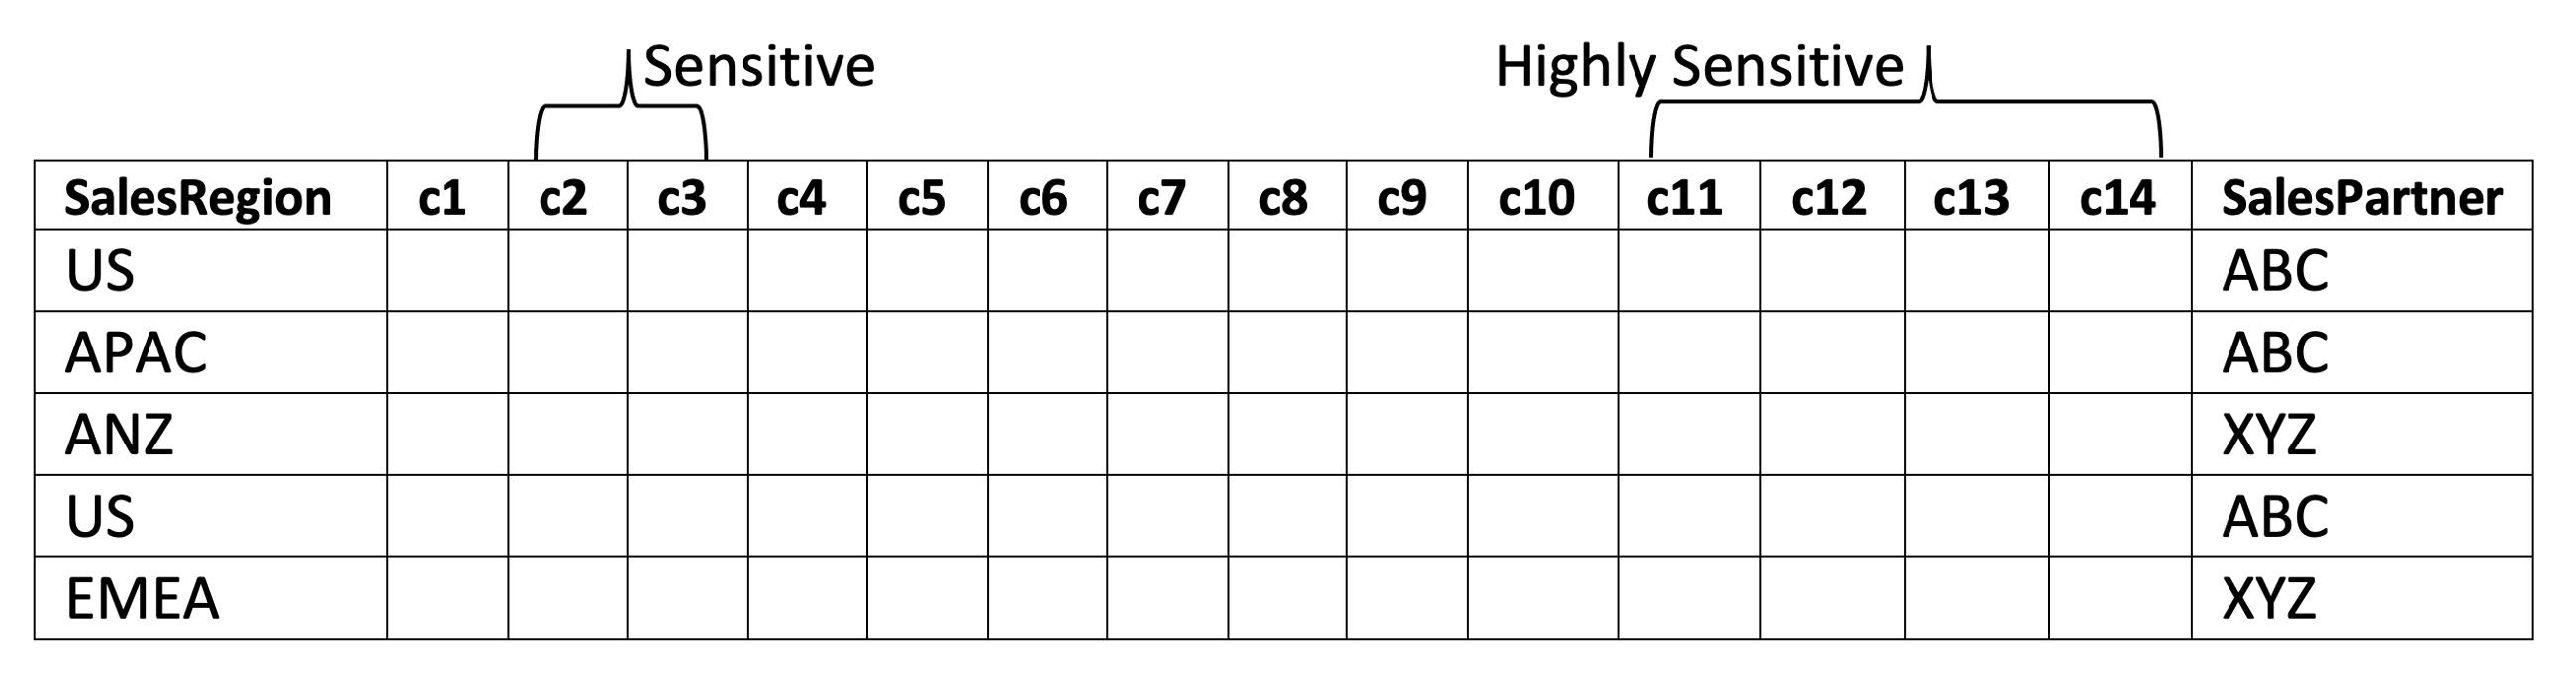 Sensitive Highly Sensitive
SalesRegion c1 c2 c3 c4 c5 c6 c7 c8 c9 c10 c11 c12 c13 c14 SalesPartner
US ABC
APAC ABC
ANZ XYZ
US ABC
EMEA XYZ